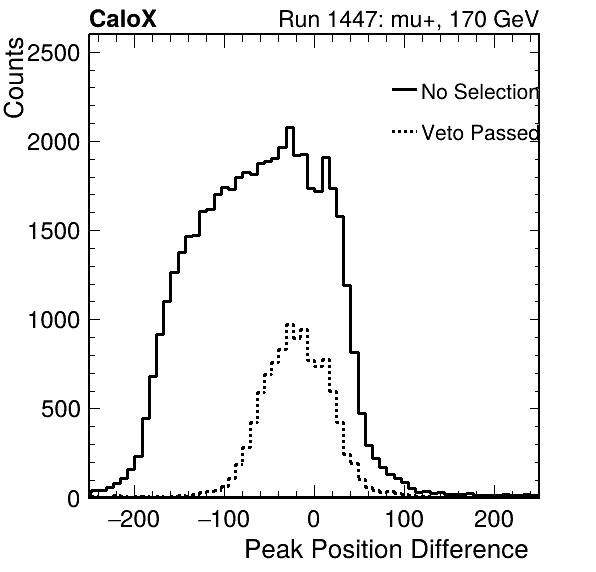 CaloX Run 1447: mu+, 170 GeV
Counts
2500
No Selection
Veto Passed
2000
1500
1000
500
0
−200 −100 0 100 200
Peak Position Difference